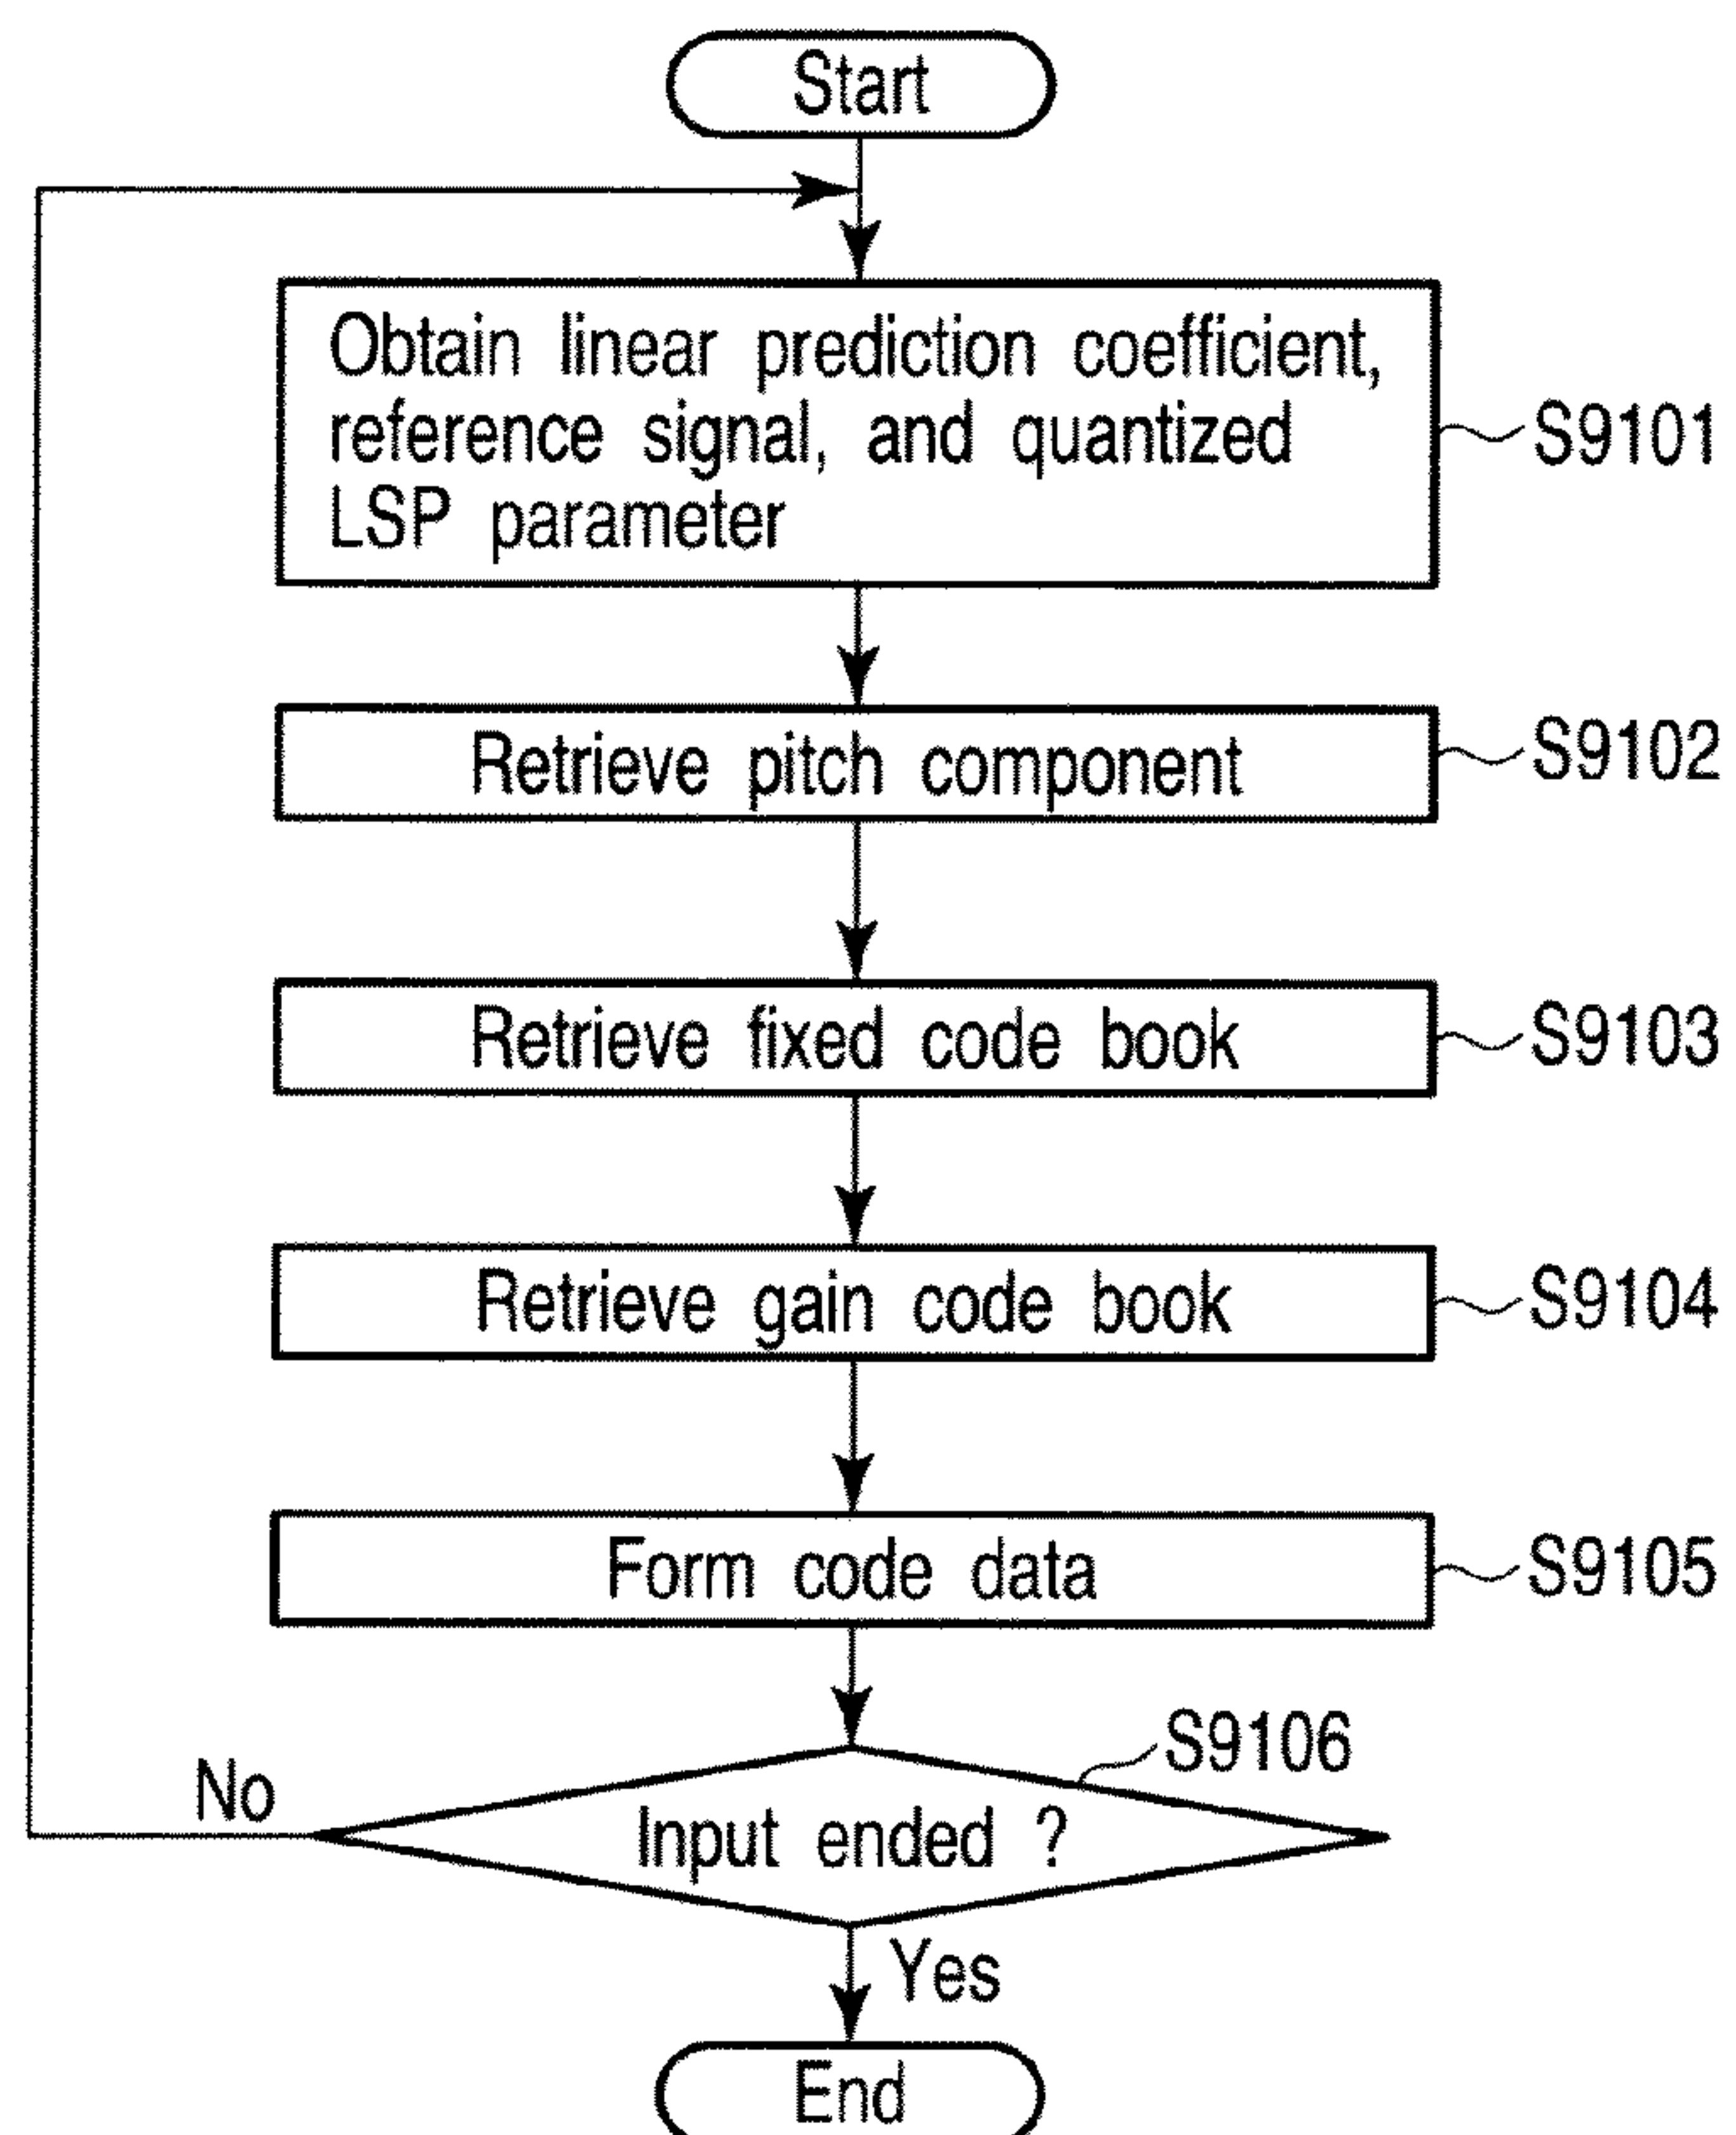 Start
Obtain linear prediction coefficient,
reference signal, and quantized
LSP parameter
S9101
Retrieve pitch component
S9102
Retrieve fixed code book
S9103
Retrieve gain code book
S9104
Form code data
S9105
S9106
No
Input ended ?
Yes
End